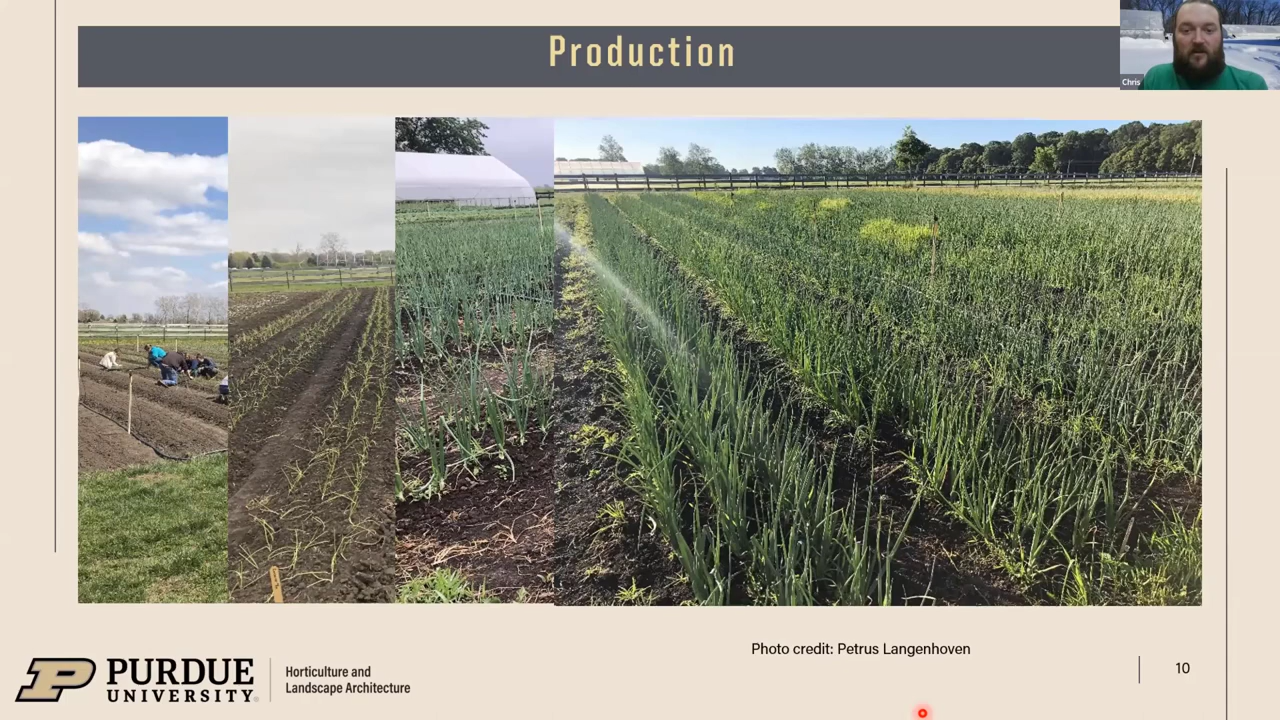 Production
Chris
Photo credit: Petrus Langenhoven
10
PURDUE
UNIVERSITY
Horticulture and
Landscape Architecture